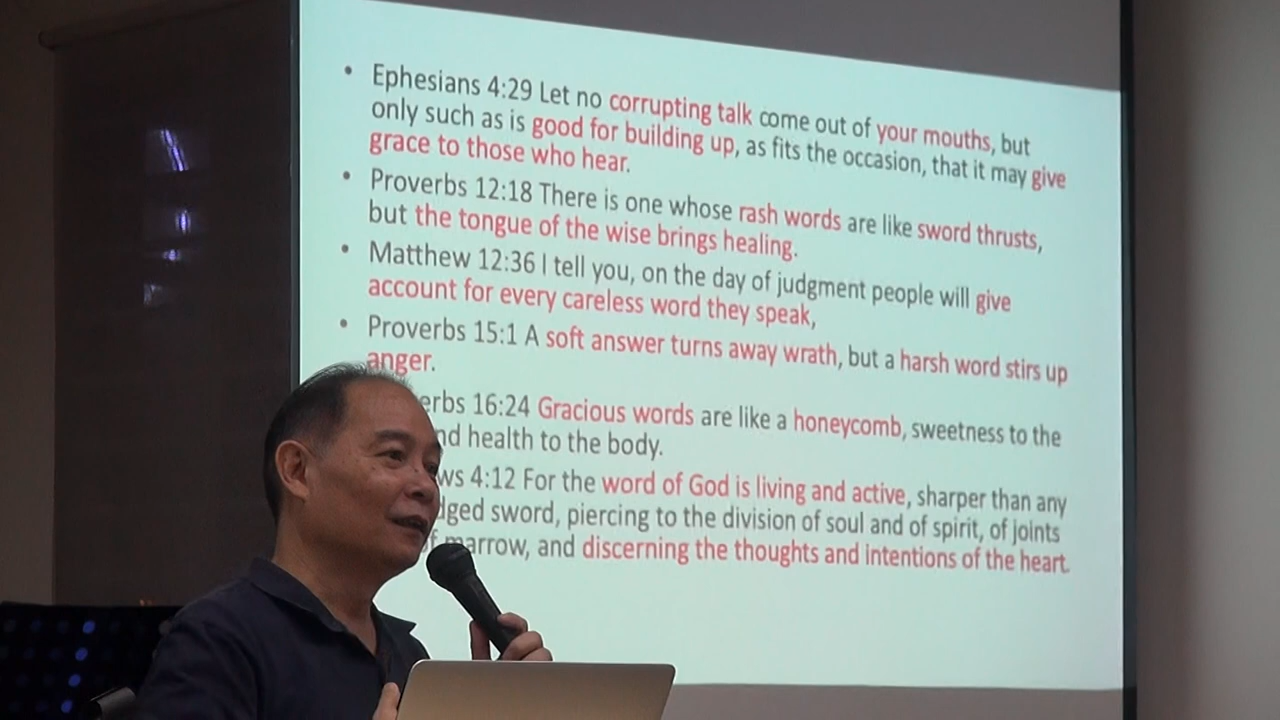 • Ephesians 4:29 Let no corrupting talk come out of your mouths, but
only such as is good for building up, as fits the occasion, that it may give
grace to those who hear.
• Proverbs 12:18 There is one whose rash words are like sword thrusts,
but the tongue of the wise brings healing.
• Matthew 12:36 I tell you, on the day of judgment people will give
account for every careless word they speak,
• Proverbs 15:1 A soft answer turns away wrath, but a harsh word stirs up
anger.
erbs 16:24 Gracious words are like a honeycomb, sweetness to the
nd health to the body.
ws 4:12 For the word of God is living and active, sharper than any
dged sword, piercing to the division of soul and of spirit, of joints
f marrow, and discerning the thoughts and intentions of the heart.